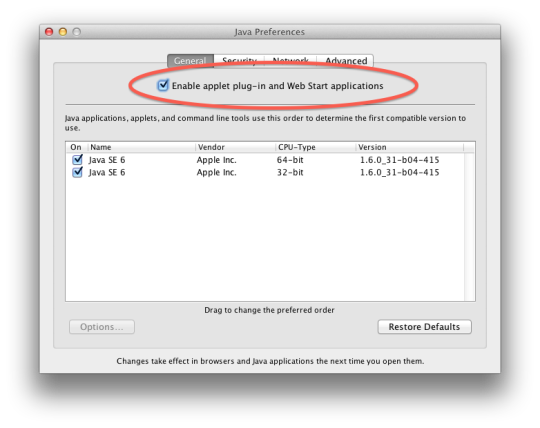 Java Preferences
General Security Network Advanced
Enable applet plug-in and Web Start applications
Java applications, applets, and command line tools use this order to determine the first compatible version to
use.
On Name Vendor CPU-Type Version
Java SE 6 Apple Inc. 64-bit 1.6.0_31-b04-415
Java SE 6 Apple Inc. 32-bit 1.6.0_31-b04-415
Drag to change the preferred order
Options... Restore Defaults
Changes take effect in browsers and Java applications the next time you open them.